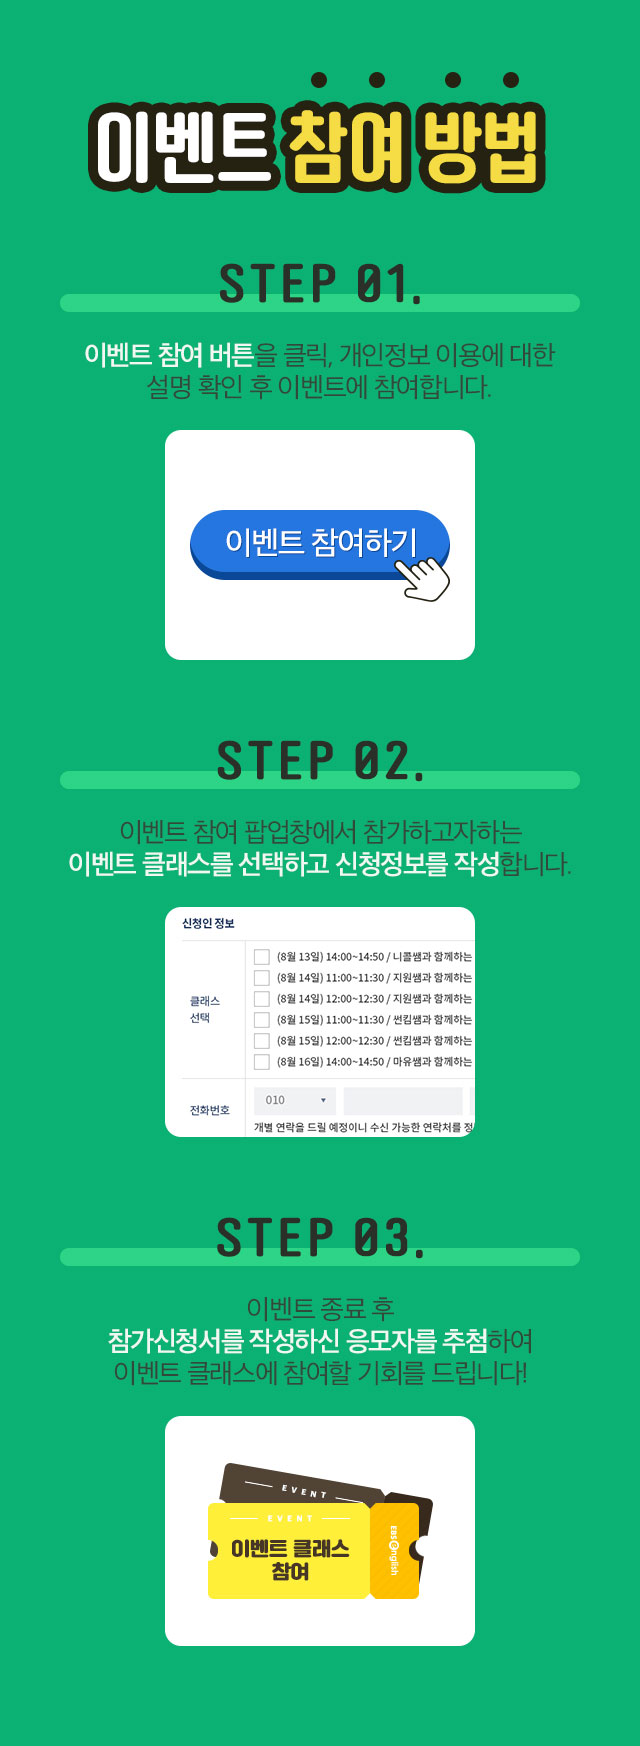 이벤트 참여 방법
STEP 01.
이벤트 참여 버튼을 클릭, 개인정보 이용에 대한
설명 확인 후 이벤트에 참여합니다.
이벤트 참여하기
STEP 02.
이벤트 참여 팝업창에서 참가하고자하는
이벤트 클래스를 선택하고 신청정보를 작성합니다.
신청인 정보
클래스
선택
(8월 13일) 14:00~14:50 / 니콜쌤과 함께하는
(8월 14일) 11:00~11:30 / 지원쌤과 함께하는
(8월 14일) 12:00~12:30 / 지원쌤과 함께하는
(8월 15일) 11:00~11:30 / 썬킴쌤과 함께하는
(8월 15일) 12:00~12:30 / 썬킴쌤과 함께하는
(8월 16일) 14:00~14:50 / 마유쌤과 함께하는
전화번호
010
개별 연락을 드릴 예정이니 수신 가능한 연락처를 정
STEP 03.
이벤트 종료 후
참가신청서를 작성하신 응모자를 추첨하여
이벤트 클래스에 참여할 기회를 드립니다!
EVENT
EVENT
이벤트 클래스
참여
EBSⓔnglish